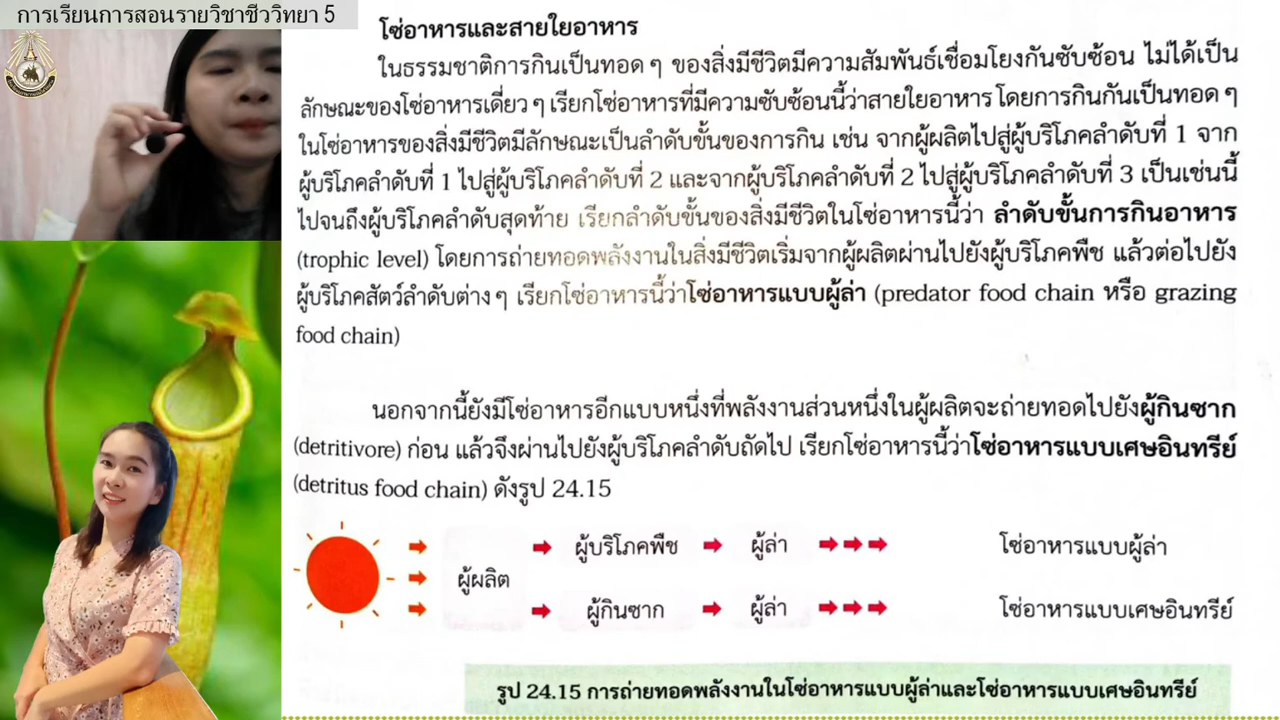 การเรียนการสอนรายวิชาชีววิทยา 5
โซ่อาหารและสายใยอาหาร
ในธรรมชาติการกินเป็นทอด ๆ ของสิ่งมีชีวิตมีความสัมพันธ์เชื่อมโยงกันซับซ้อน ไม่ได้เป็น
ลักษณะของโซ่อาหารเดี่ยว ๆ เรียกโซ่อาหารที่มีความซับซ้อนนี้ว่าสายใยอาหาร โดยการกินกันเป็นทอด ๆ
ในโซ่อาหารของสิ่งมีชีวิตมีลักษณะเป็นลำดับขั้นของการกิน เช่น จากผู้ผลิตไปสู่ผู้บริโภคลำดับที่ 1 จาก
ผู้บริโภคลำดับที่ 1 ไปสู่ผู้บริโภคลำดับที่ 2 และจากผู้บริโภคลำดับที่ 2 ไปสู่ผู้บริโภคลำดับที่ 3 เป็นเช่นนี้
ไปจนถึงผู้บริโภคลำดับสุดท้าย เรียกลำดับขั้นของสิ่งมีชีวิตในโซ่อาหารนี้ว่า ลำดับขั้นการกินอาหาร
(trophic level) โดยการถ่ายทอดพลังงานในสิ่งมีชีวิตเริ่มจากผู้ผลิตผ่านไปยังผู้บริโภคพืช แล้วต่อไปยัง
ผู้บริโภคสัตว์ลำดับต่าง ๆ เรียกโซ่อาหารนี้ว่าโซ่อาหารแบบผู้ล่า (predator food chain หรือ grazing
food chain)
นอกจากนี้ยังมีโซ่อาหารอีกแบบหนึ่งที่พลังงานส่วนหนึ่งในผู้ผลิตจะถ่ายทอดไปยังผู้กินซาก
(detritivore) ก่อน แล้วจึงผ่านไปยังผู้บริโภคลำดับถัดไป เรียกโซ่อาหารนี้ว่าโซ่อาหารแบบเศษอินทรีย์
(detritus food chain) ดังรูป 24.15
ผู้บริโภคพืช ผู้ล่า โซ่อาหารแบบผู้ล่า
ผู้ผลิต
ผู้กินซาก ผู้ล่า โซ่อาหารแบบเศษอินทรีย์
รูป 24.15 การถ่ายทอดพลังงานในโซ่อาหารแบบผู้ล่าและโซ่อาหารแบบเศษอินทรีย์